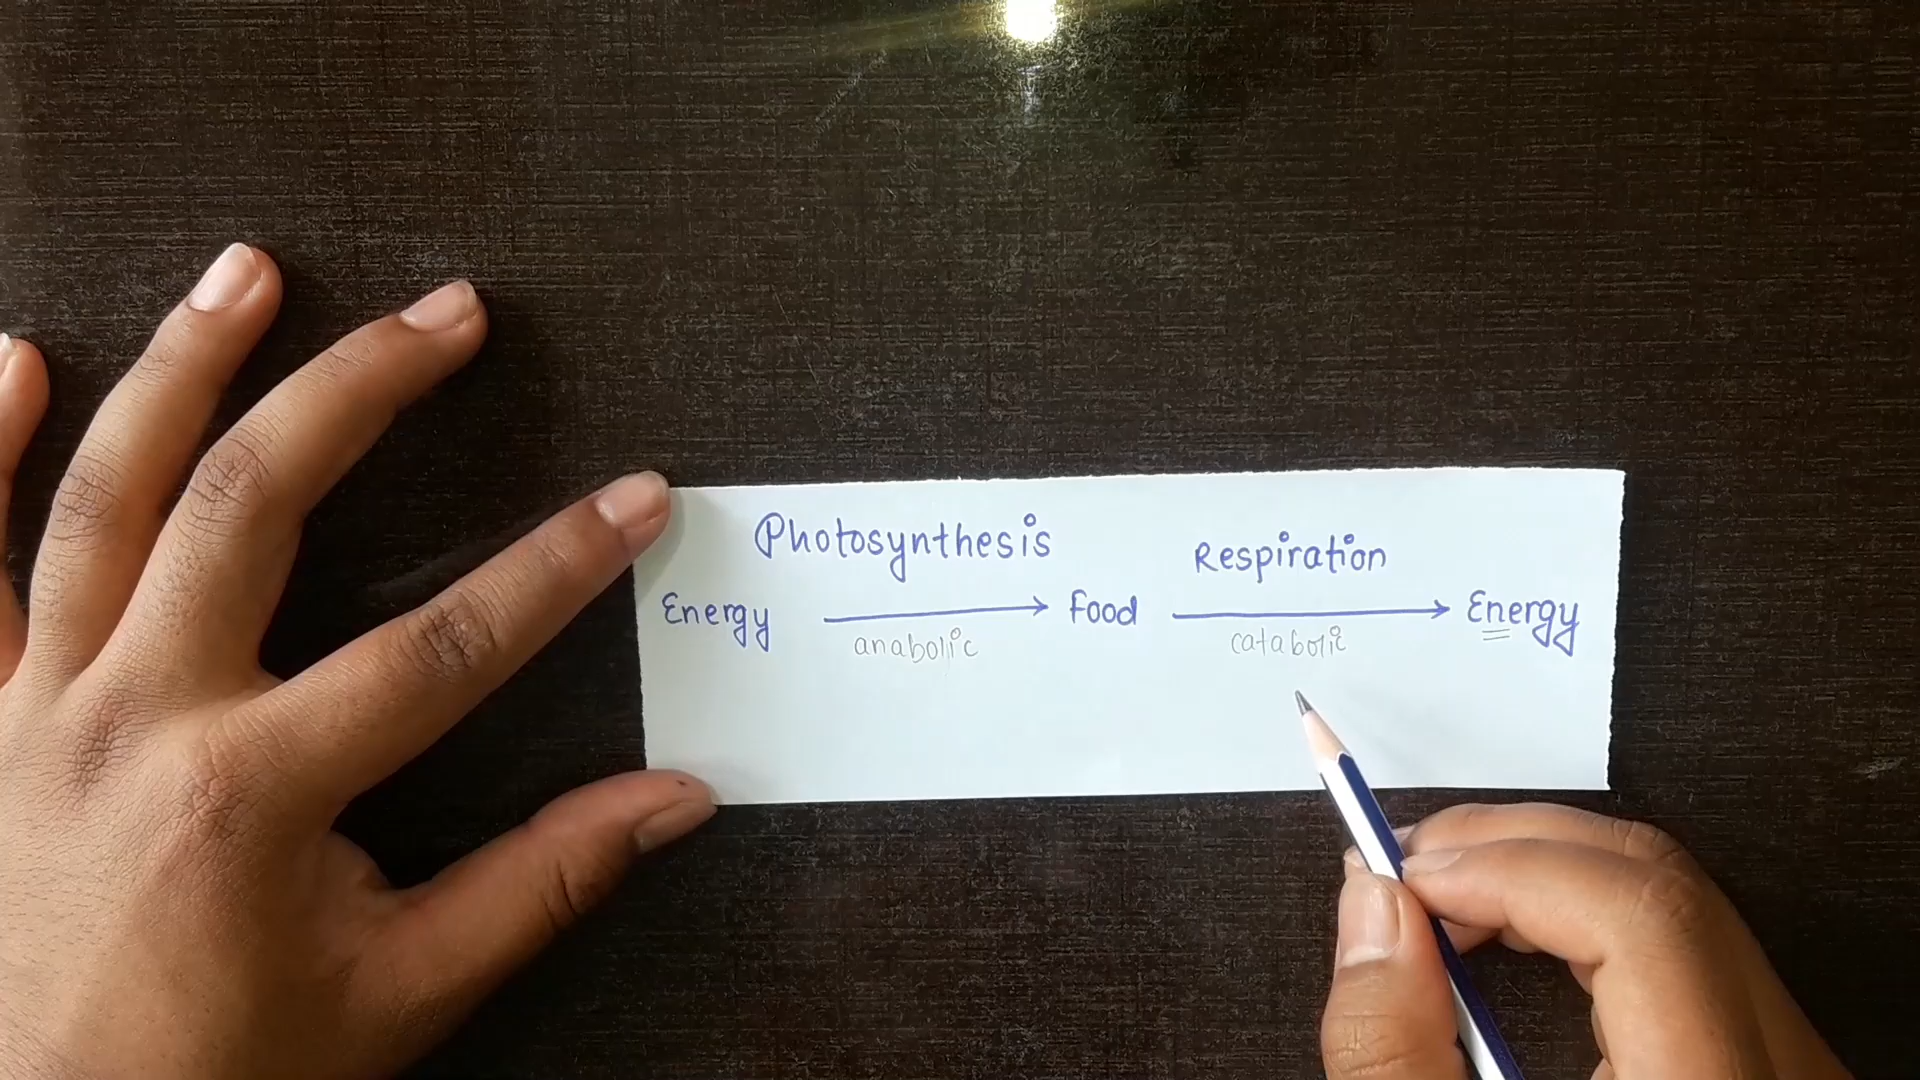 Photosynthesis Respiration
Energy → Food → Energy
anabolic catabolic